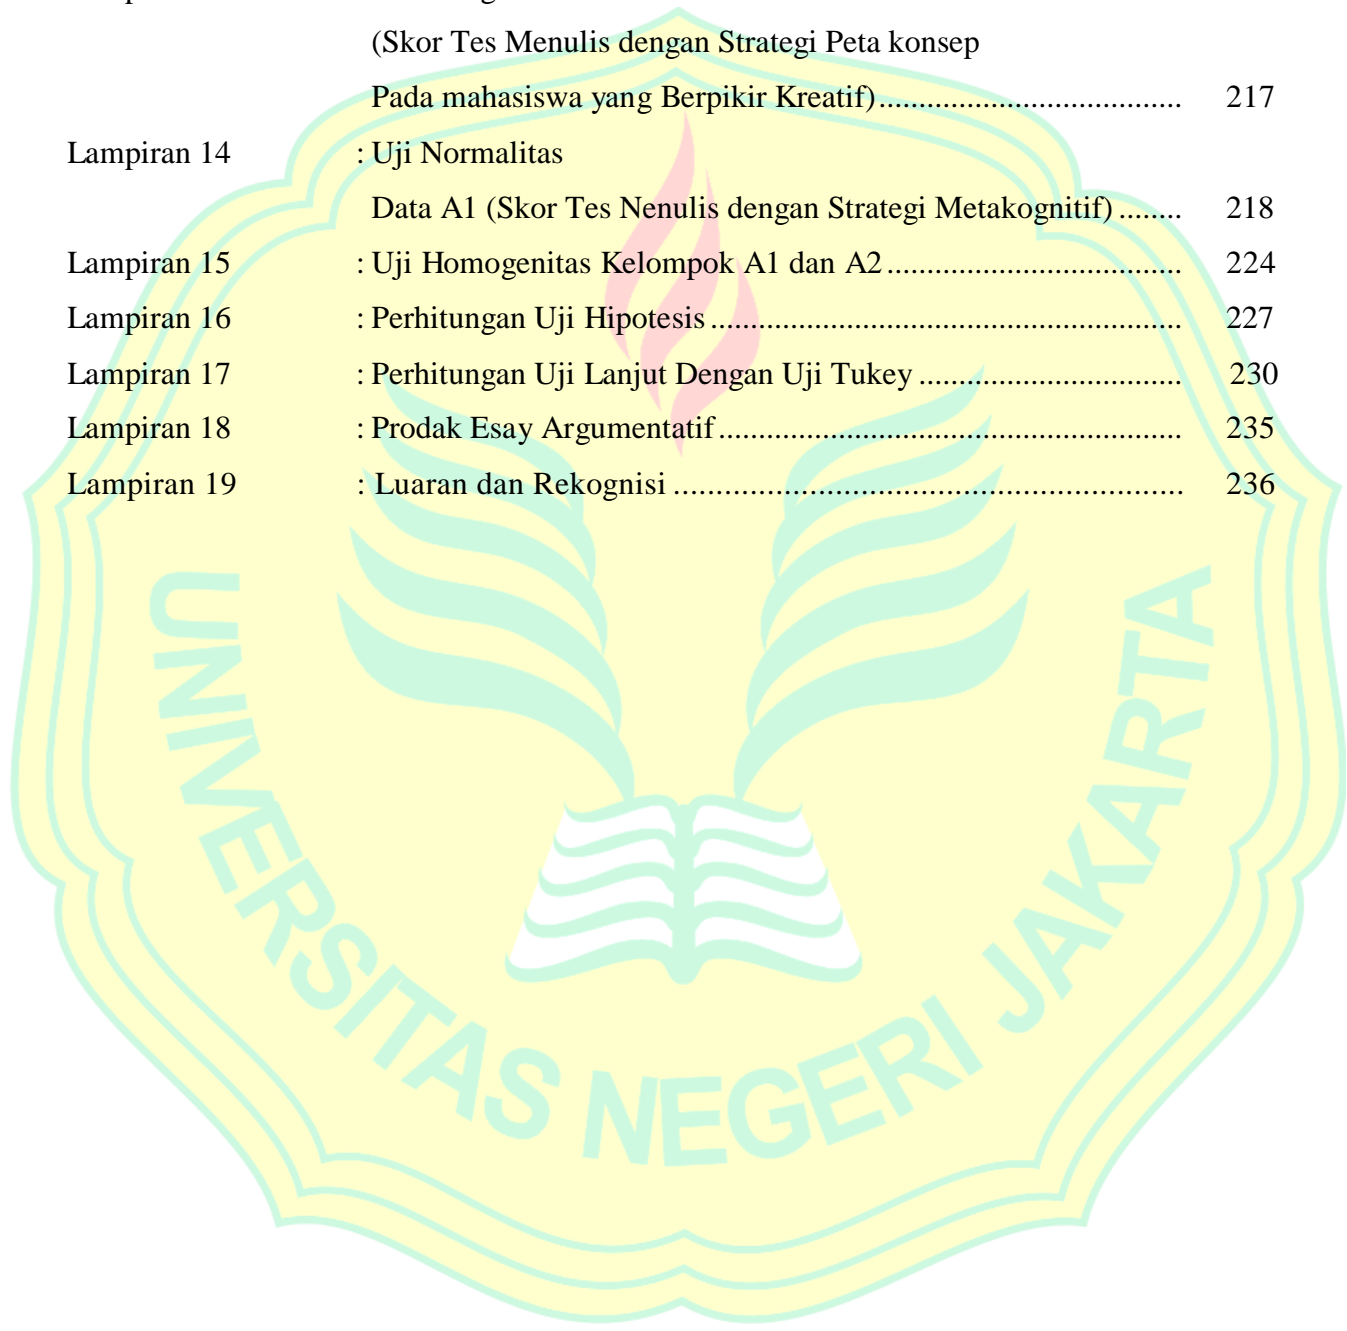 (Skor Tes Menulis dengan Strategi Peta konsep
Pada mahasiswa yang Berpikir Kreatif)...................................... 217
Lampiran 14 : Uji Normalitas
Data A1 (Skor Tes Nenulis dengan Strategi Metakognitif) ........ 218
Lampiran 15 : Uji Homogenitas Kelompok A1 dan A2 ..................................... 224
Lampiran 16 : Perhitungan Uji Hipotesis ........................................................... 227
Lampiran 17 : Perhitungan Uji Lanjut Dengan Uji Tukey ................................. 230
Lampiran 18 : Prodak Esay Argumentatif .......................................................... 235
Lampiran 19 : Luaran dan Rekognisi ......................................................... 236
UNIVERSITAS NEGERI JAKARTA